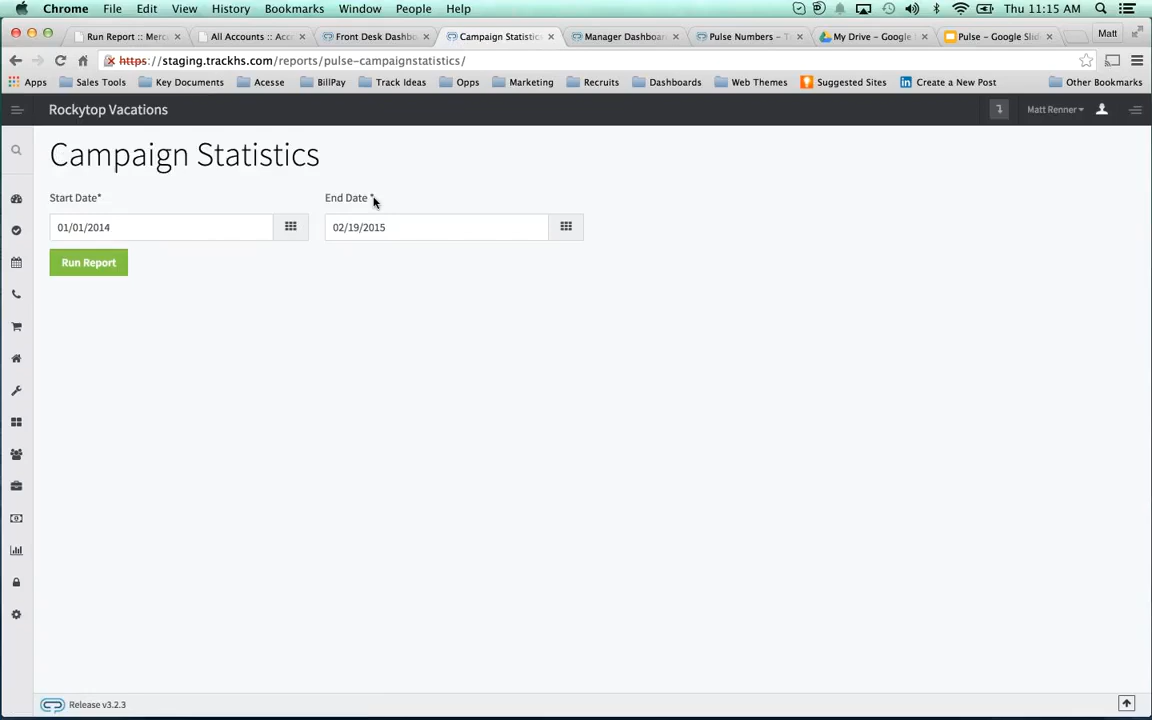 Chrome File Edit View History Bookmarks Window People Help Thu 11:15 AM
Run Report :: Merc All Accounts :: Acc Front Desk Dashbo Campaign Statistics Manager Dashboar Pulse Numbers - T My Drive - Google Pulse - Google Slid Matt
https://staging.trackhs.com/reports/pulse-campaignstatistics/
Apps Sales Tools Key Documents Acesse BillPay Track Ideas Opps Marketing Recruits Dashboards Web Themes Suggested Sites Create a New Post Other Bookmarks
Rockytop Vacations Matt Renner
Campaign Statistics
Start Date* End Date *
01/01/2014 02/19/2015
Run Report
Release v3.2.3